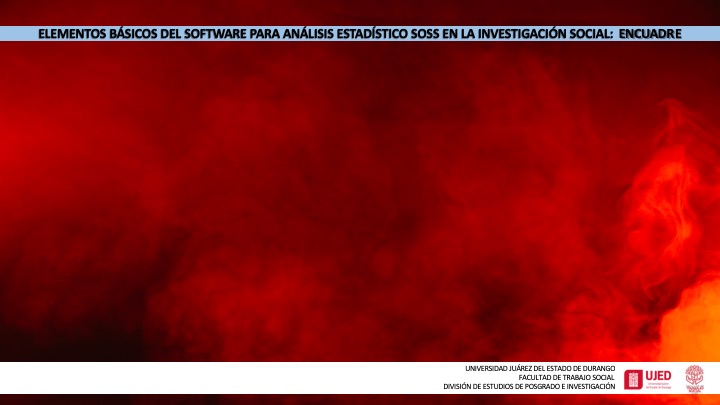 ELEMENTOS BÁSICOS DEL SOFTWARE PARA ANÁLISIS ESTADÍSTICO SOSS EN LA INVESTIGACIÓN SOCIAL: ENCUADRE
UNIVERSIDAD JUÁREZ DEL ESTADO DE DURANGO
FACULTAD DE TRABAJO SOCIAL
DIVISIÓN DE ESTUDIOS DE POSGRADO E INVESTIGACIÓN
UJED